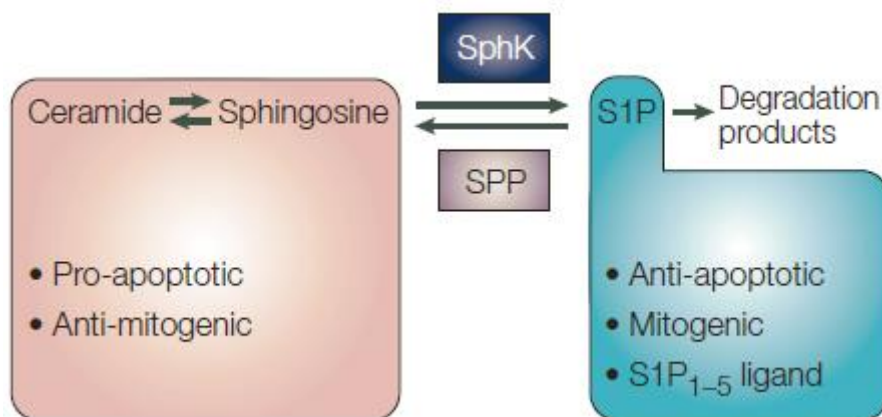 SphK
Ceramide Sphingosine
S1P
Degradation
products
SPP
• Pro-apoptotic
• Anti-mitogenic
• Anti-apoptotic
• Mitogenic
• S1P1–5 ligand